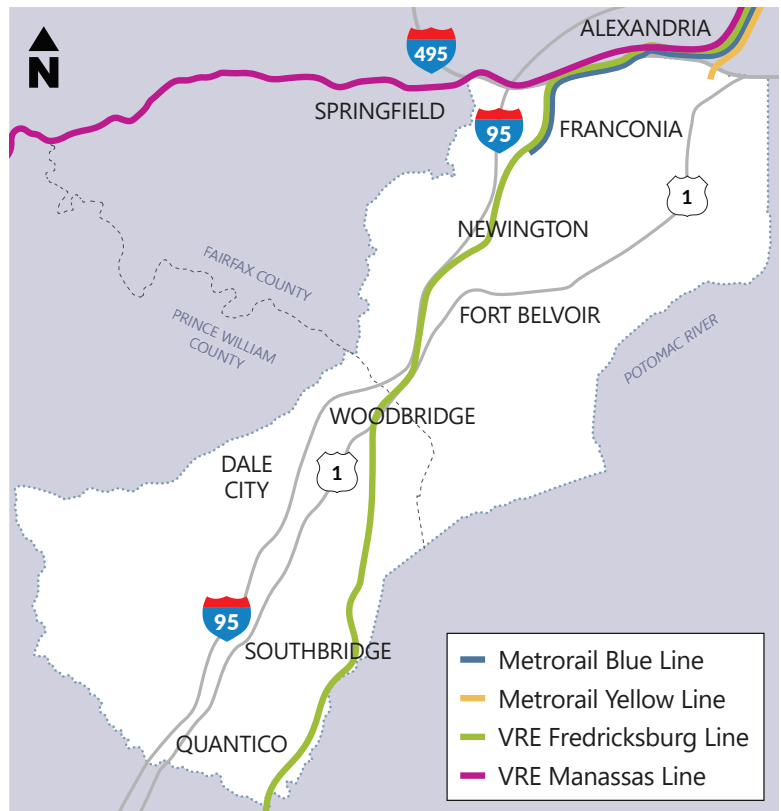 ALEXANDRIA
N
495
SPRINGFIELD
95
FRANCONIA
1
NEWINGTON
FAIRFAX COUNTY
FORT BELVOIR
PRINCE WILLIAM
COUNTY
POTOMAC RIVER
WOODBRIDGE
DALE
CITY
1
95
SOUTHBRIDGE
QUANTICO
Metrorail Blue Line
Metrorail Yellow Line
VRE Fredricksburg Line
VRE Manassas Line